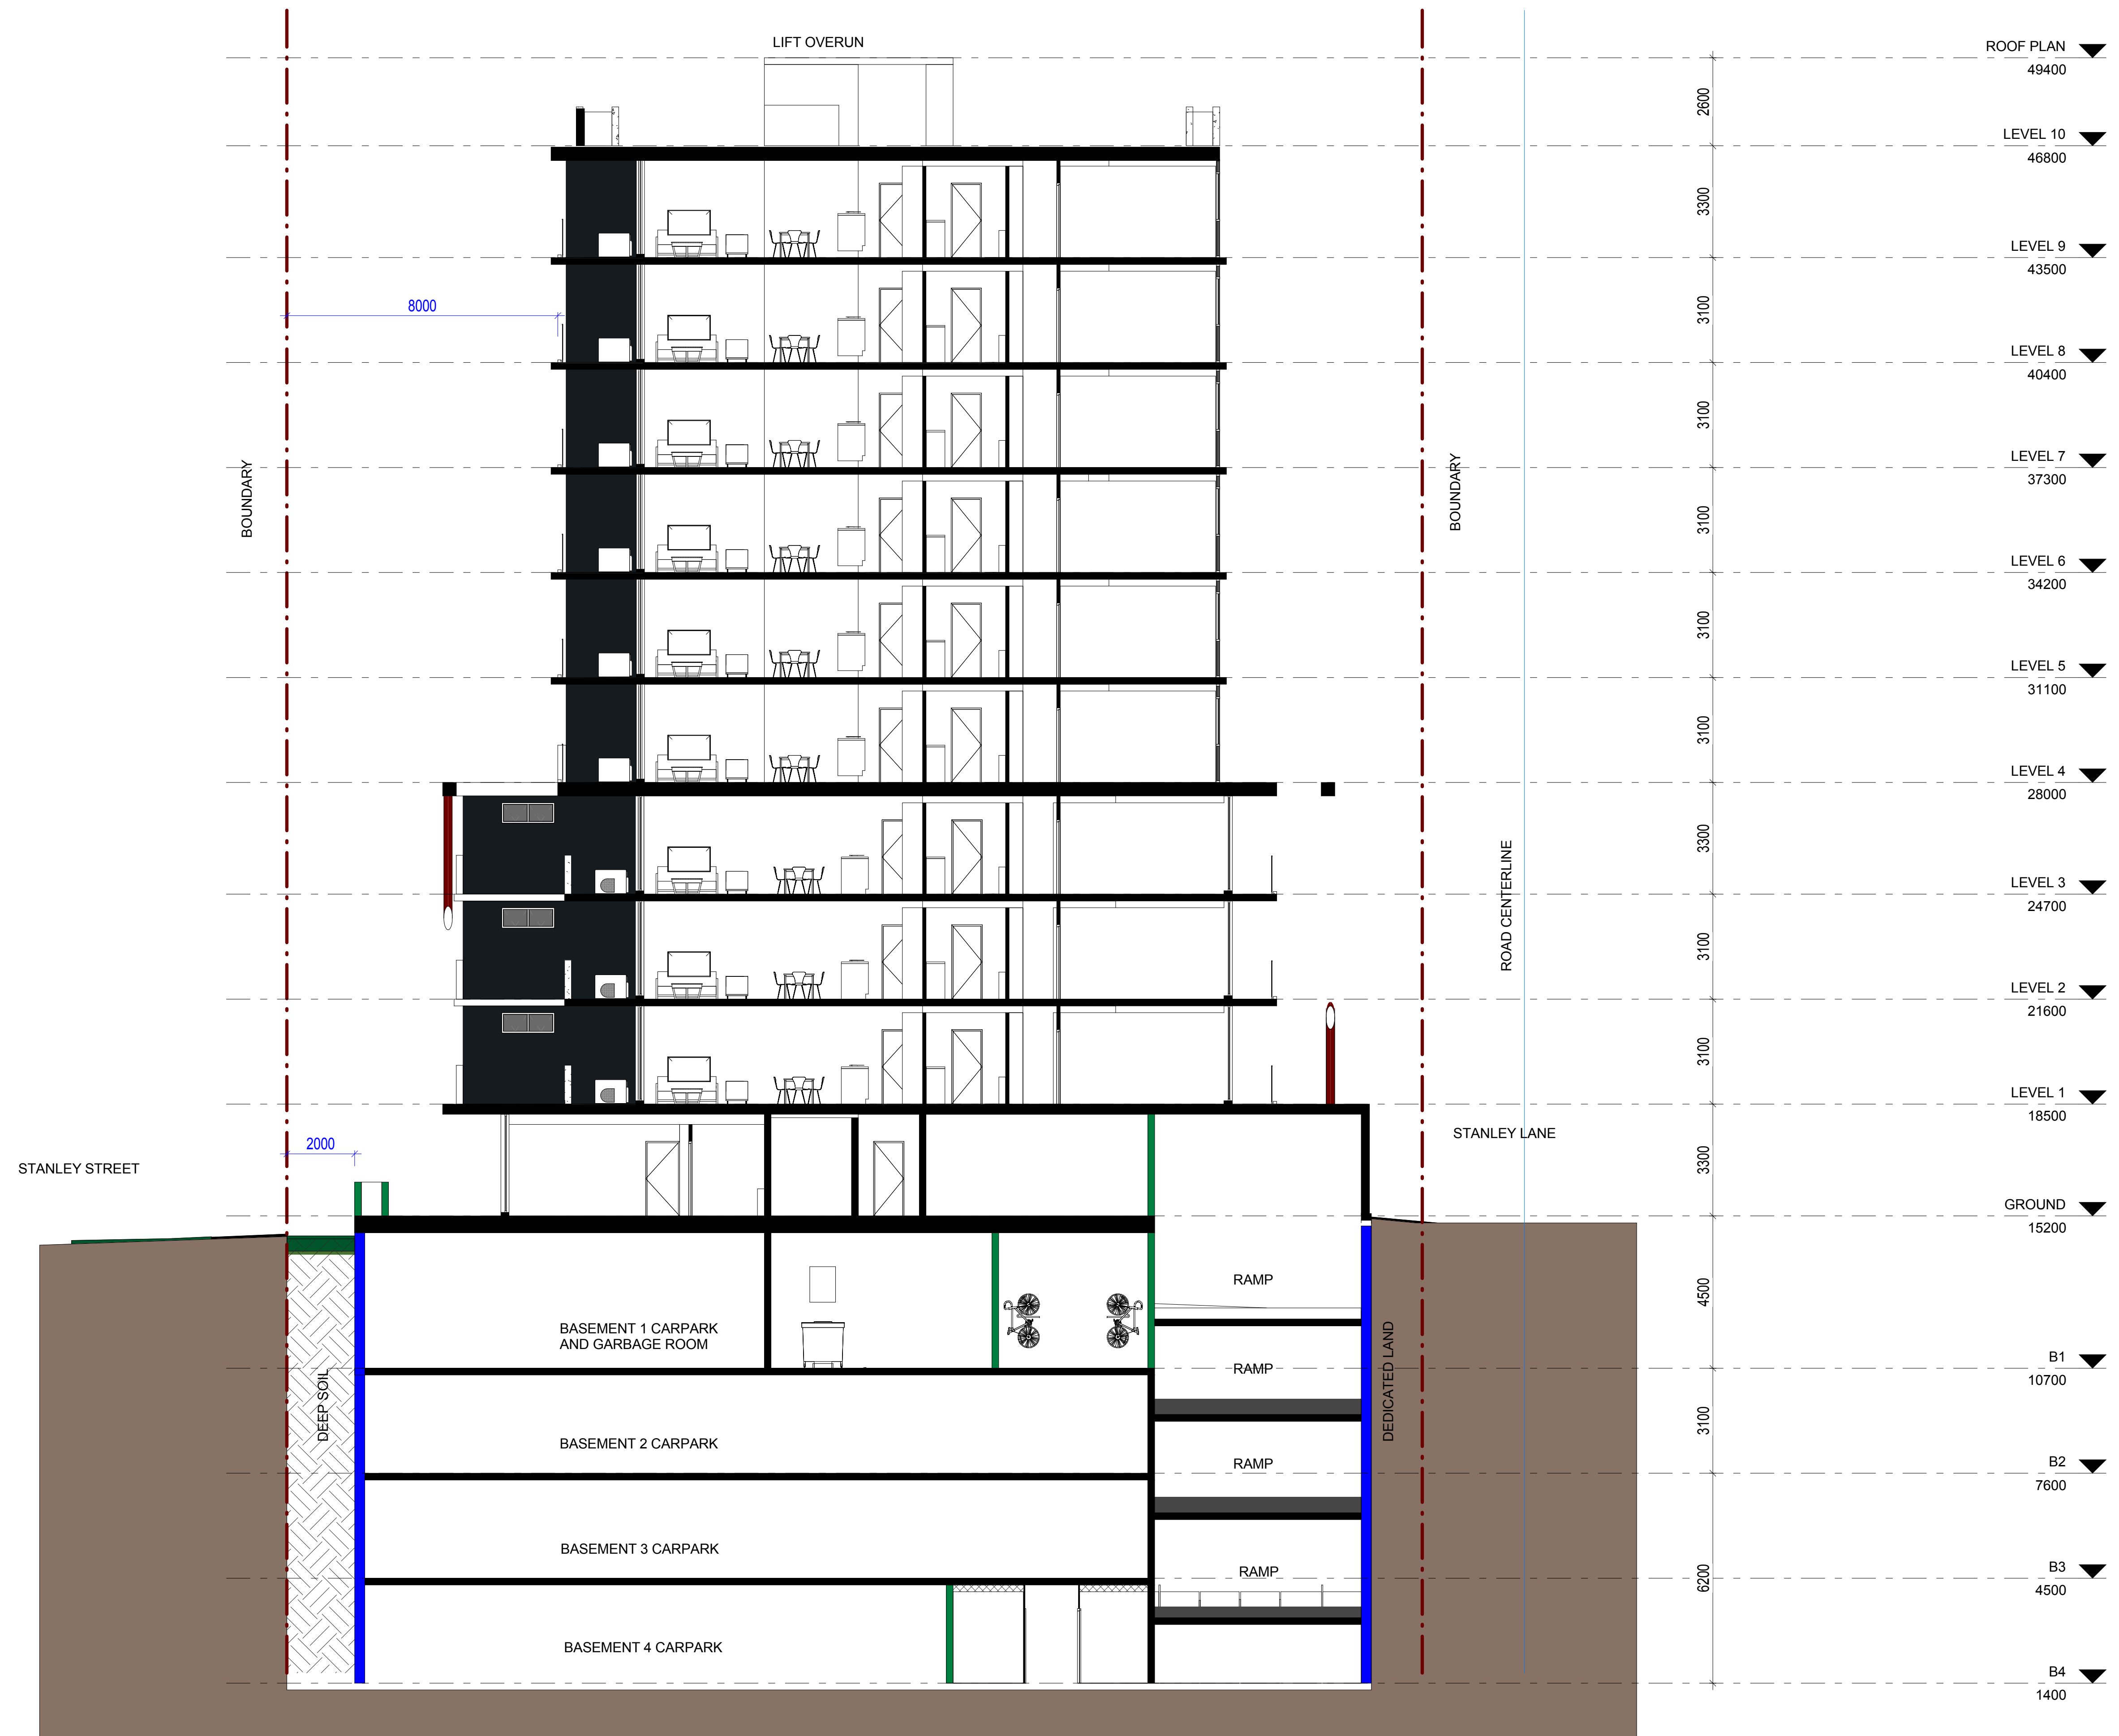 LIFT OVERUN
ROOF PLAN
49400
2600
LEVEL 10
46800
3300
LEVEL 9
43500
8000
3100
LEVEL 8
40400
3100
BOUNDARY
BOUNDARY
LEVEL 7
37300
3100
LEVEL 6
34200
3100
LEVEL 5
31100
3100
LEVEL 4
28000
3300
ROAD CENTERLINE
LEVEL 3
24700
3100
LEVEL 2
21600
3100
LEVEL 1
18500
STANLEY STREET
2000
STANLEY LANE
3300
GROUND
15200
RAMP
4500
BASEMENT 1 CARPARK
AND GARBAGE ROOM
RAMP
B1
10700
DEEP SOIL
DEDICATED LAND
3100
BASEMENT 2 CARPARK
RAMP
B2
7600
BASEMENT 3 CARPARK
RAMP
6200
B3
4500
BASEMENT 4 CARPARK
B4
1400